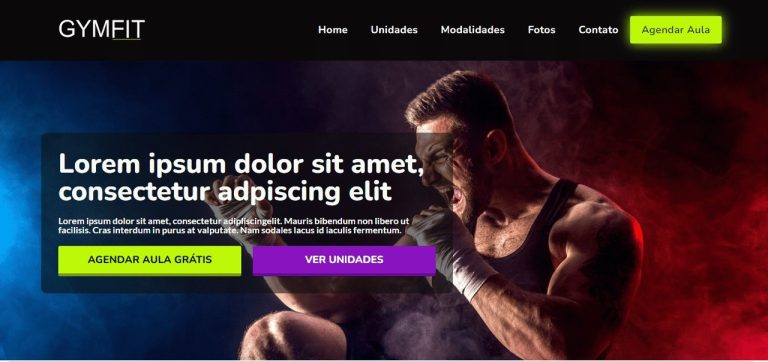 GYMFIT
Home Unidades Modalidades Fotos Contato Agendar Aula
Lorem ipsum dolor sit amet,
consectetur adpiscing elit
Lorem ipsum dolor sit amet, consectetur adipiiscingelit. Mauris bibendum non libero ut
facilisis. Cras interdum in purus at valputate. Nam sodales lacus id iaculis fermentum.
AGENDAR AULA GRÁTIS VER UNIDADES